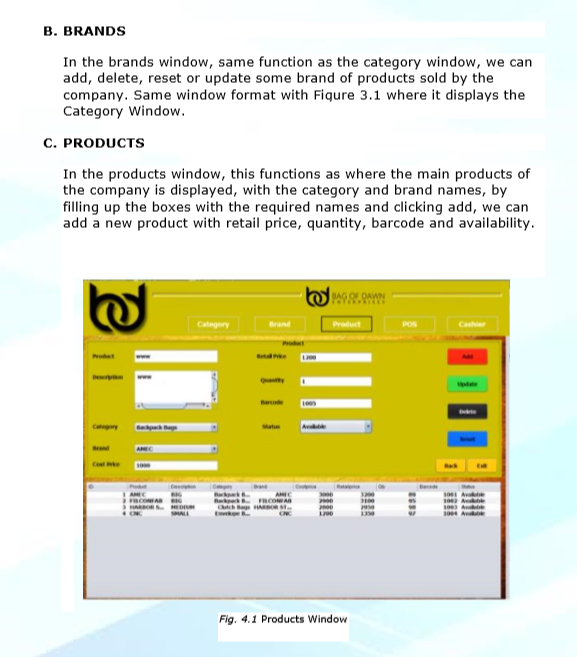 B. BRANDS
In the brands window, same function as the category window, we can
add, delete, reset or update some brand of products sold by the
company. Same window format with Figure 3.1 where it displays the
Category Window.
C. PRODUCTS
In the products window, this functions as where the main products of
the company is displayed, with the category and brand names, by
filling up the boxes with the required names and clicking add, we can
add a new product with retail price, quantity, barcode and availability.
bd
bd BAG OF DAWN
ENTERPRISES
Category Brand Product POS Cashier
Product
Product www Retail Price 1200 Add
Description www Quantity 1 Update
Barcode 1005 Delete
Category Backpack Bags Status Available
Reset
Brand AMEC
Cost Price 1000 Back Exit
ID Product Description Category Brand Costprice Retailprice Qty Barcode Status
1 AMEC BIG Backpack B... AMEC 3000 3200 1001 Available
2 FILCONFAB BIG Backpack B... FILCONFAB 2900 3100 95 1002 Available
3 HARBOR S... MEDIUM Clutch Bags HARBOR ST... 2800 2950 98 1003 Available
4 CNC SMALL Envelope B... CNC 1200 1350 97 1004 Available
Fig. 4.1 Products Window